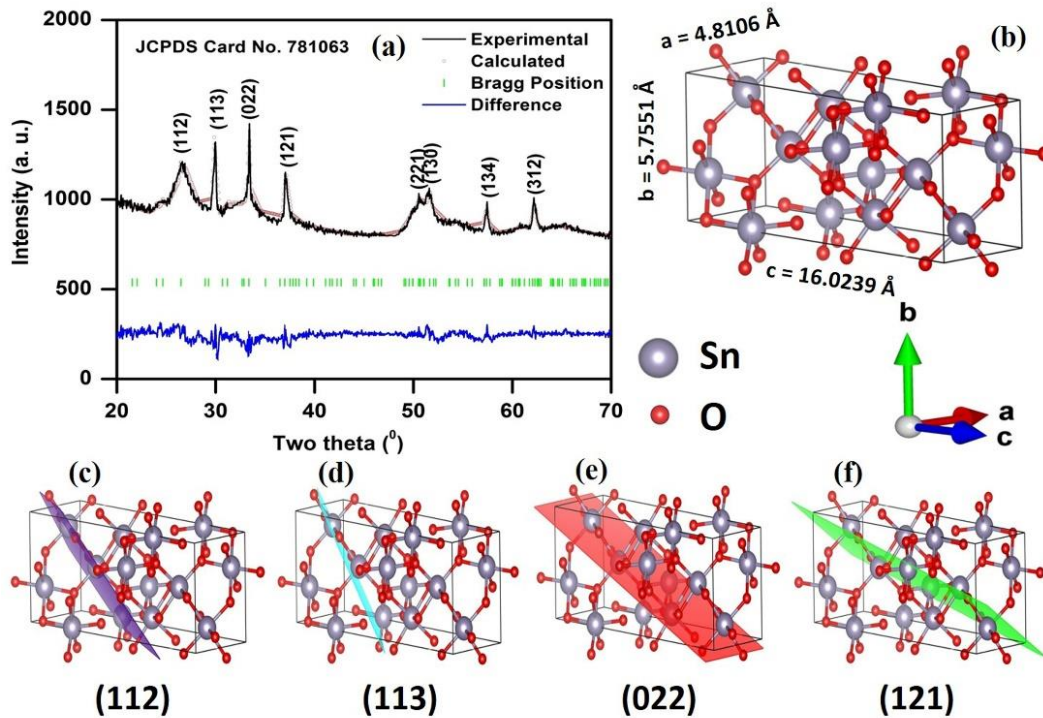 (a)
JCPDS Card No. 781063
Experimental
Calculated
Bragg Position
Difference
(112)
(113)
(022)
(121)
(221)
(130)
(134)
(312)
2000
1500
1000
500
0
Intensity (a. u.)
20 30 40 50 60 70
Two theta (⁰)
(b)
a = 4.8106 Å
b = 5.7551 Å
c = 16.0239 Å
Sn
O
b
a
c
(c) (d) (e) (f)
(112) (113) (022) (121)